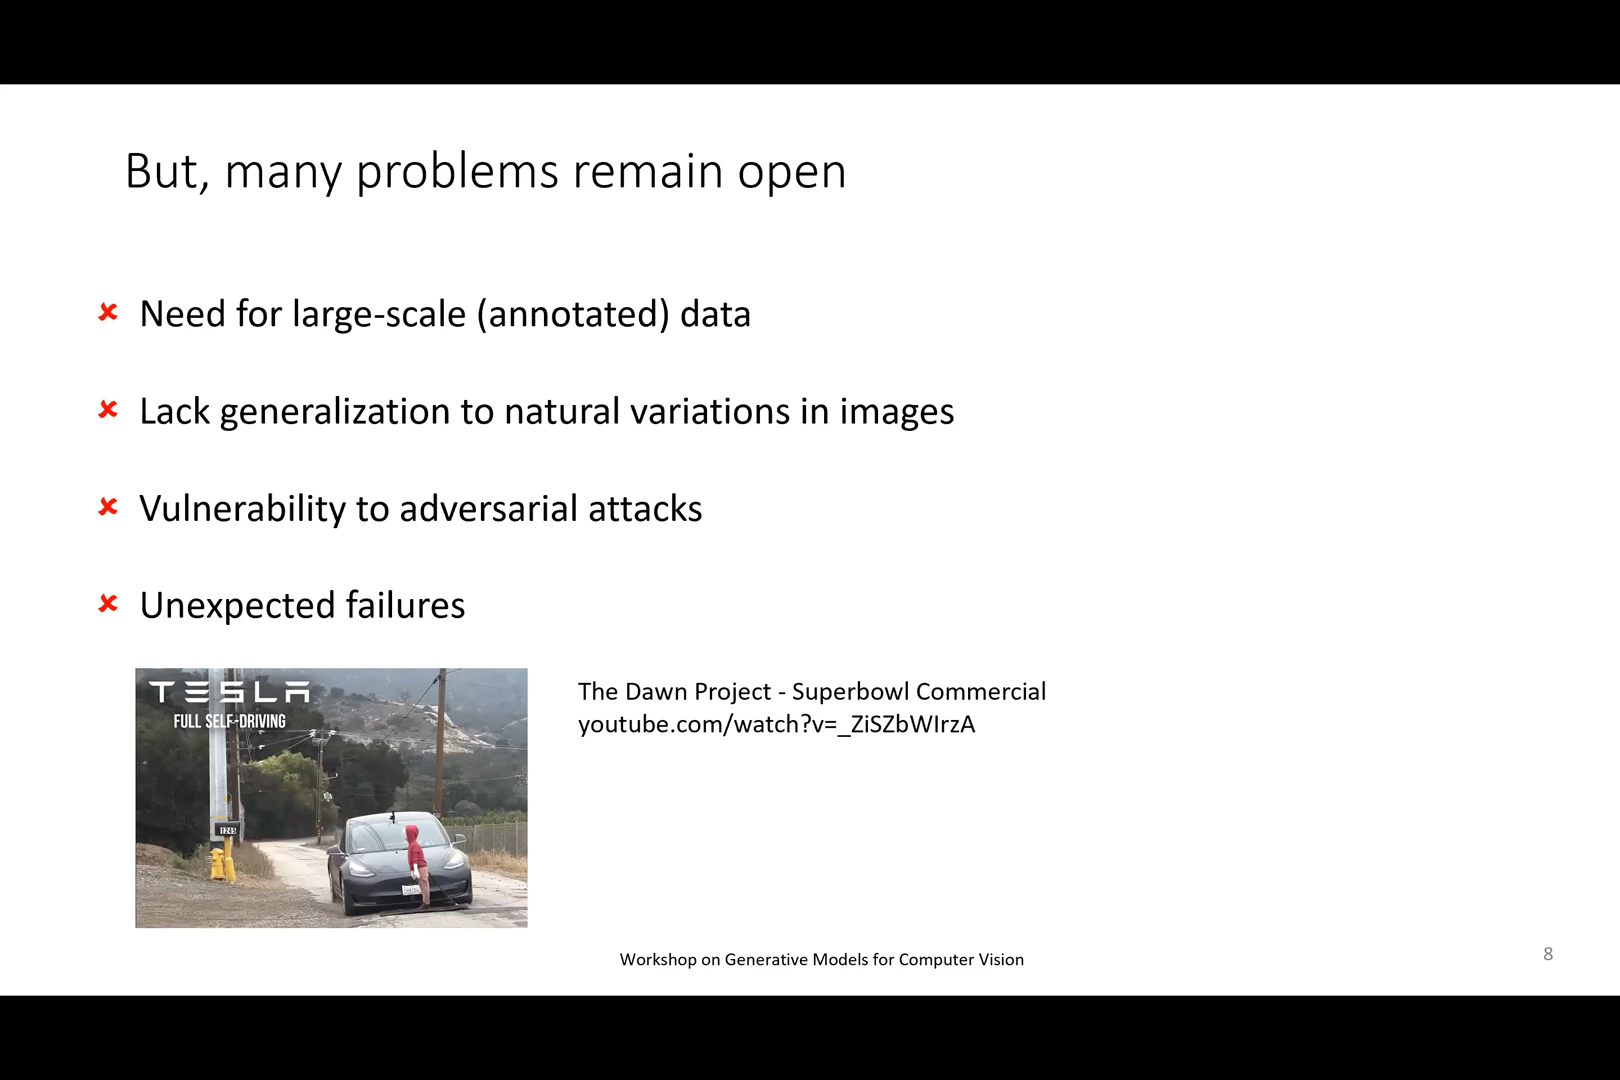 But, many problems remain open
✘ Need for large-scale (annotated) data
✘ Lack generalization to natural variations in images
✘ Vulnerability to adversarial attacks
✘ Unexpected failures
TESLA
FULL SELF-DRIVING
1245
The Dawn Project - Superbowl Commercial
youtube.com/watch?v=_ZiSZbWIrzA
Workshop on Generative Models for Computer Vision
8